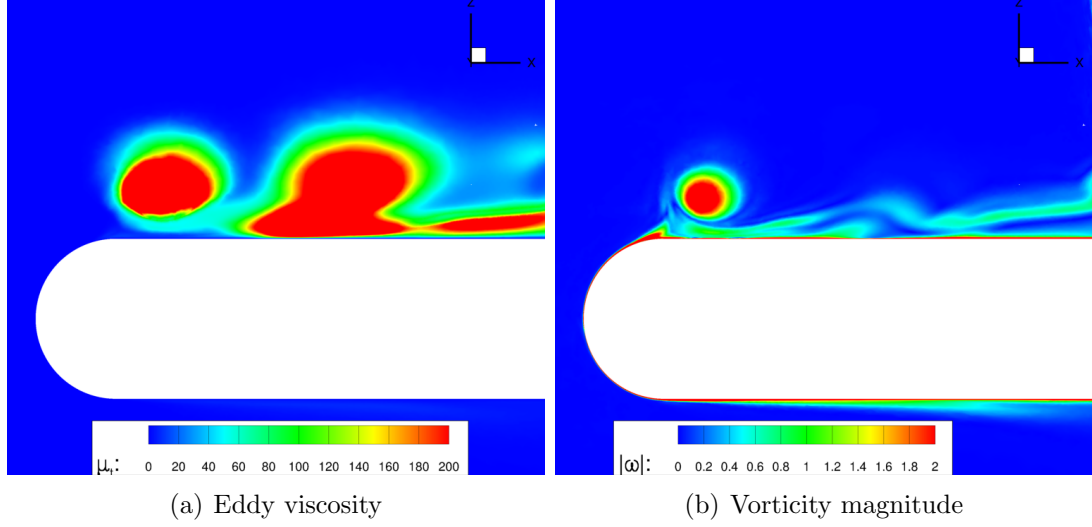 z
x
z
x
μt:
0 20 40 60 80 100 120 140 160 180 200
|ω|:
0 0.2 0.4 0.6 0.8 1 1.2 1.4 1.6 1.8 2
(a) Eddy viscosity
(b) Vorticity magnitude